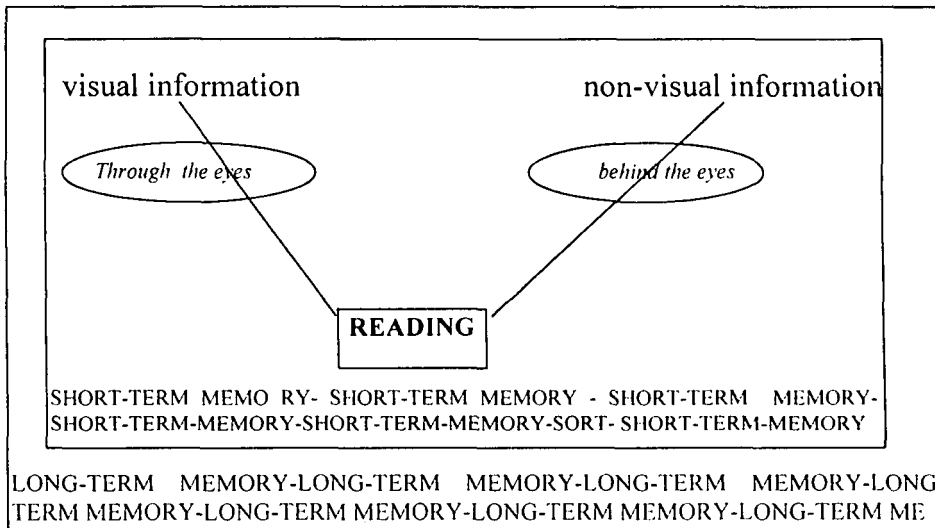 visual information non-visual information
Through the eyes behind the eyes
READING
SHORT-TERM MEMO RY- SHORT-TERM MEMORY - SHORT-TERM MEMORY-
SHORT-TERM-MEMORY-SHORT-TERM-MEMORY-SORT- SHORT-TERM-MEMORY
LONG-TERM MEMORY-LONG-TERM MEMORY-LONG-TERM MEMORY-LONG
TERM MEMORY-LONG-TERM MEMORY-LONG-TERM MEMORY-LONG-TERM ME